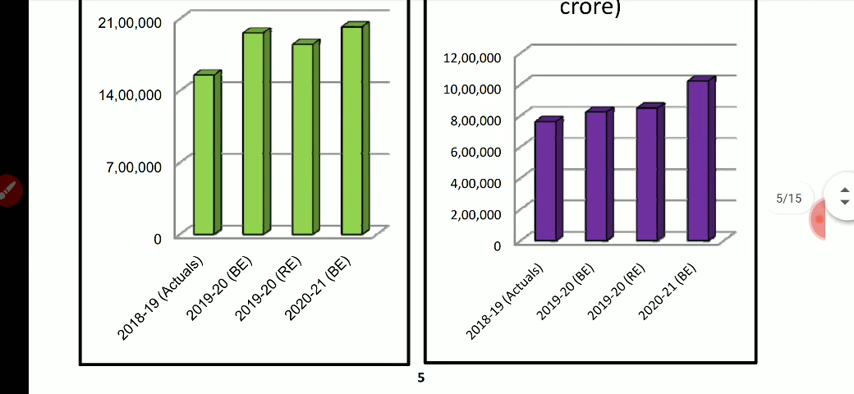 21,00,000
14,00,000
7,00,000
0
2018-19 (Actuals)
2019-20 (BE)
2019-20 (RE)
2020-21 (BE)
crore)
12,00,000
10,00,000
8,00,000
6,00,000
4,00,000
2,00,000
0
2018-19 (Actuals)
2019-20 (BE)
2019-20 (RE)
2020-21 (BE)
5/15
5